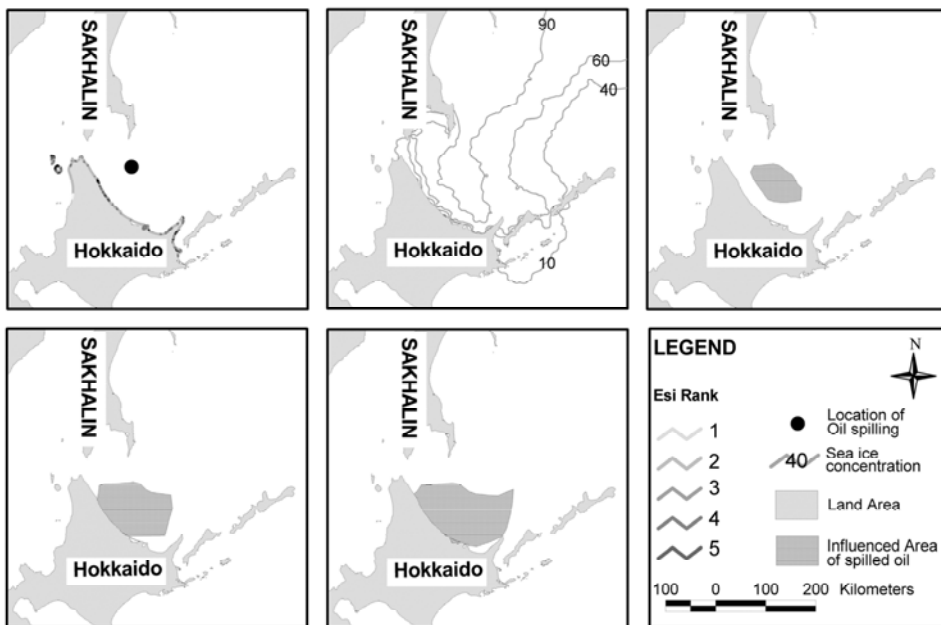 SAKHALIN
Hokkaido
SAKHALIN
90
60
40
10
Hokkaido
SAKHALIN
Hokkaido
SAKHALIN
Hokkaido
SAKHALIN
Hokkaido
LEGEND
N
Esi Rank
1
2
3
4
5
Location of
Oil spilling
40 Sea ice
concentration
Land Area
Influenced Area
of spilled oil
100 0 100 200 Kilometers